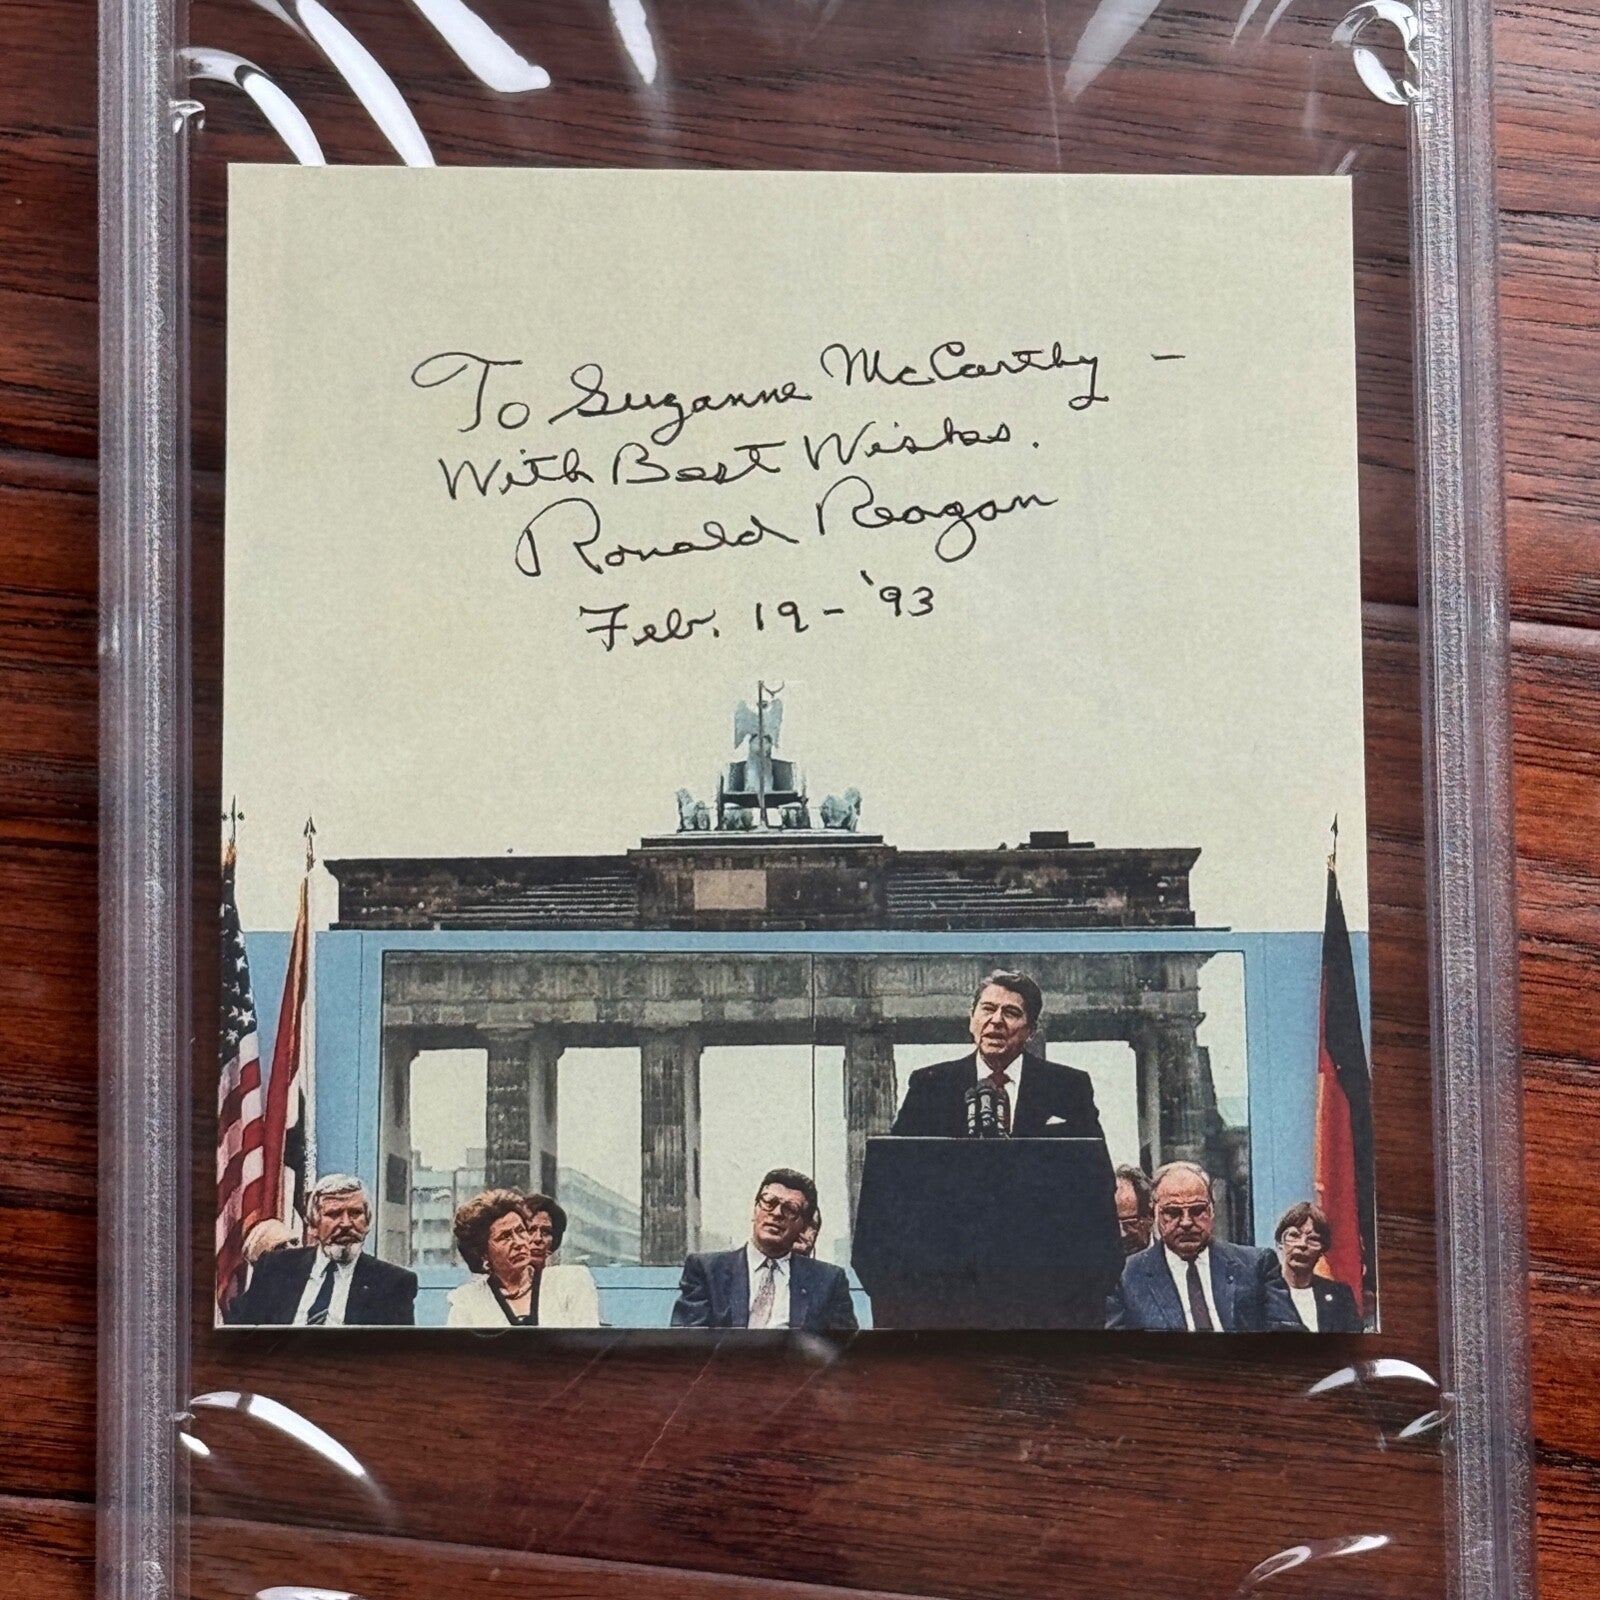 To Suzanne McCarthy -
With Best Wishes.
Ronald Reagan
Feb. 19 - '93